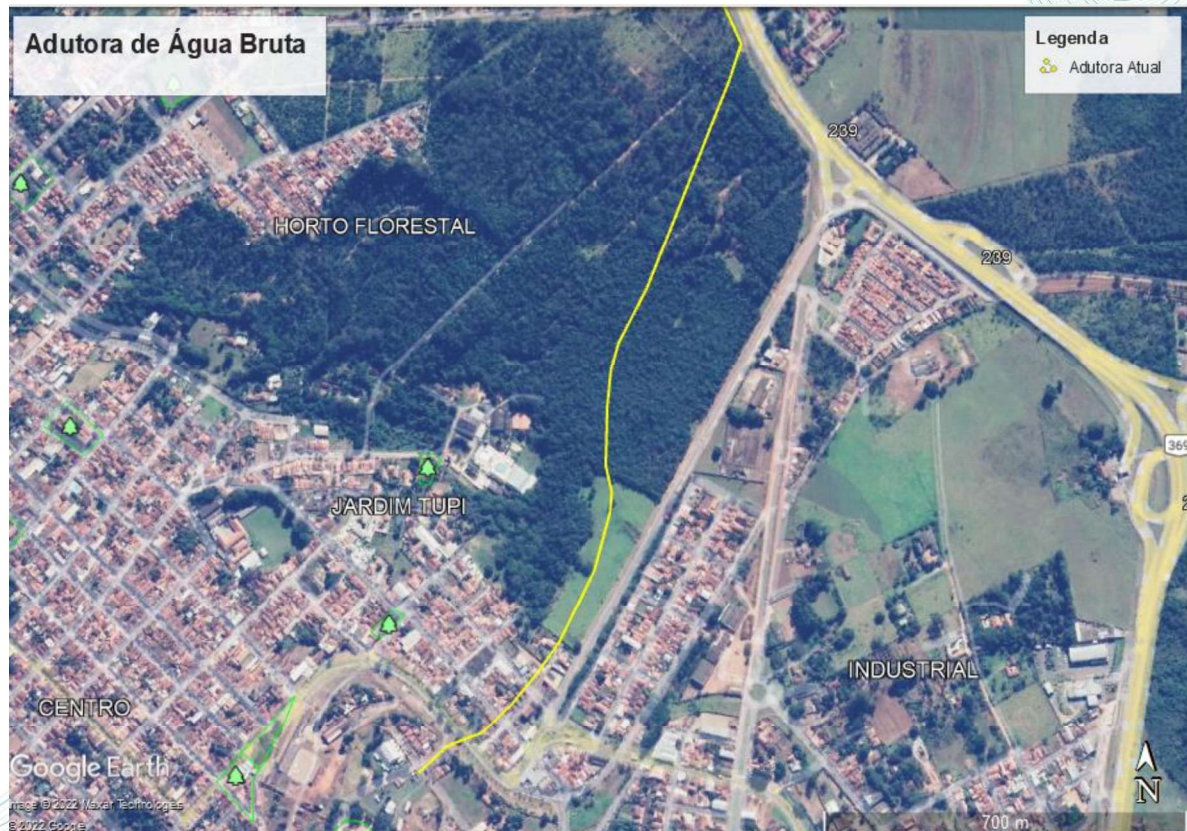 Adutora de Água Bruta
Legenda
Adutora Atual
239
HORTO FLORESTAL
239
369
2
JARDIM TUPI
INDUSTRIAL
CENTRO
Google Earth
Image © 2022 Maxar Technologies
© 2022 Google
N
700 m